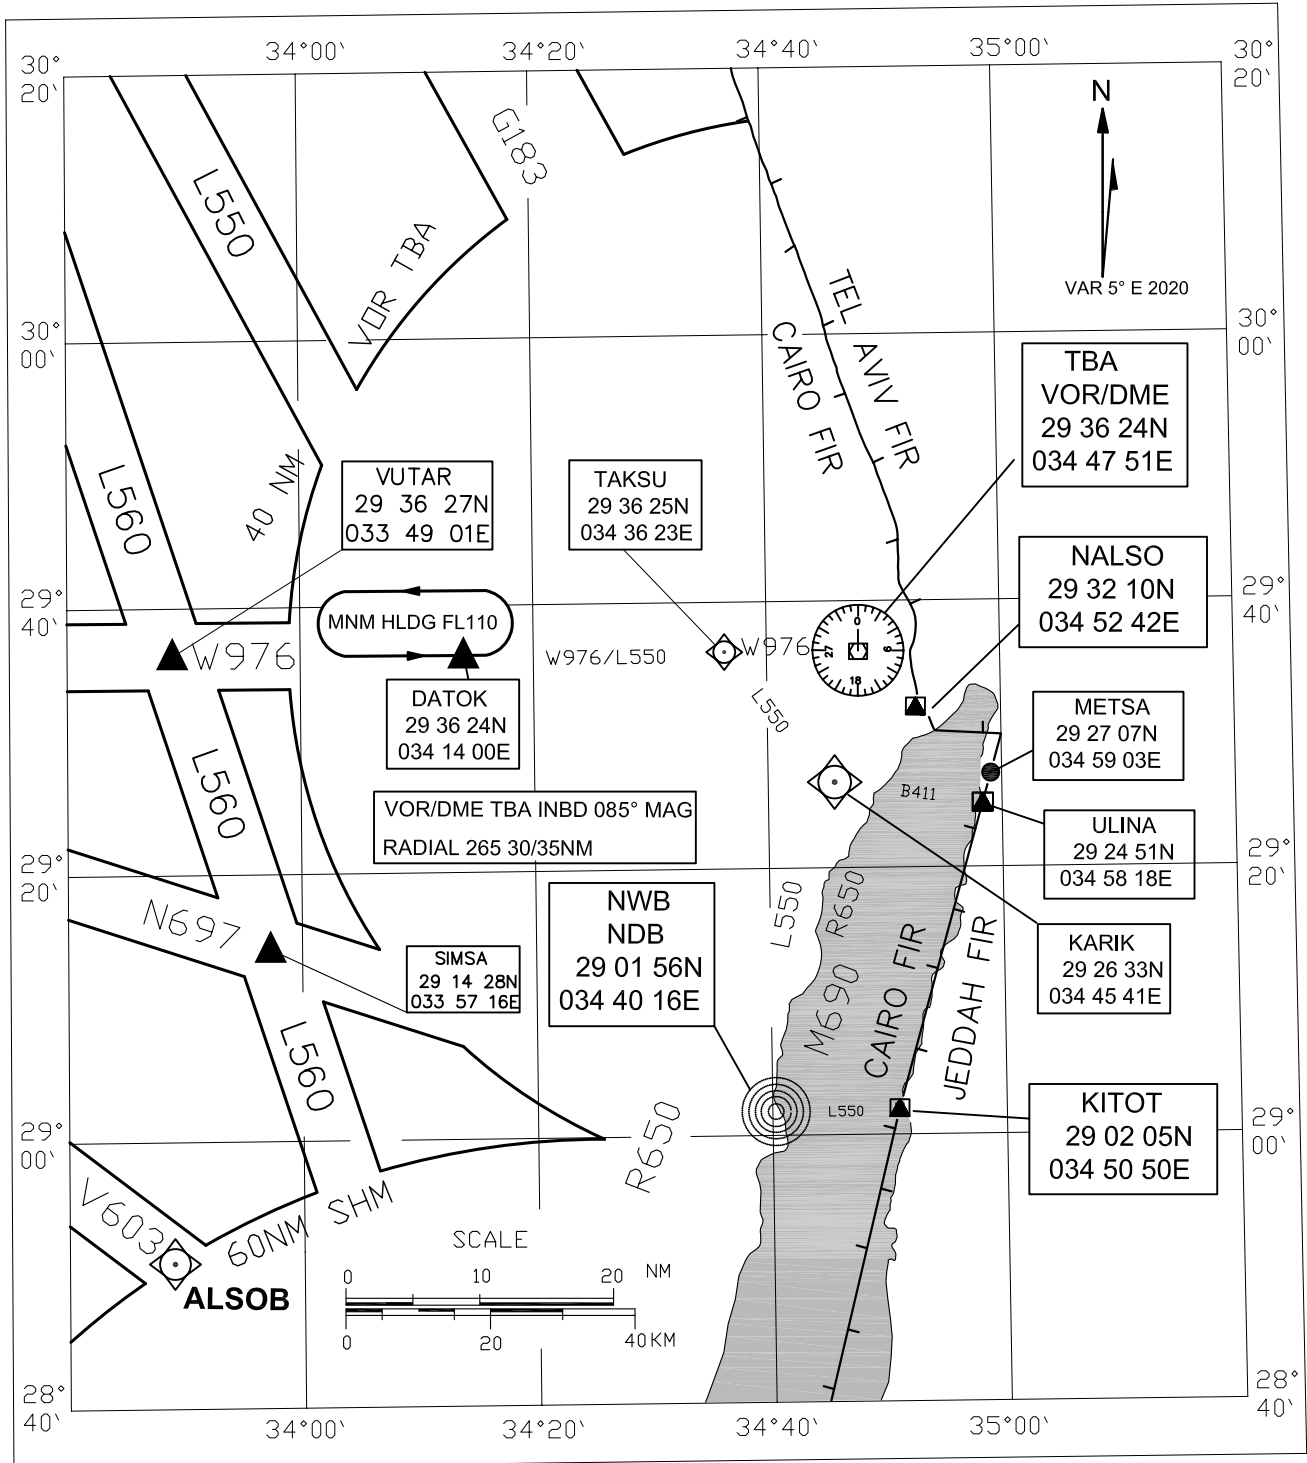 34°00'
34°20'
34°40'
35°00'
30°
20'
30°
20'
N
VAR 5° E 2020
G183
L550
VOR TBA
TEL AVIV FIR
CAIRO FIR
30°
00'
30°
00'
TBA
VOR/DME
29 36 24N
034 47 51E
40 NM
L560
VUTAR
29 36 27N
033 49 01E
TAKSU
29 36 25N
034 36 23E
NALSO
29 32 10N
034 52 42E
29°
40'
29°
40'
MNM HLDG FL110
0
9
18
27
W976
W976/L550
W976
L550
DATOK
29 36 24N
034 14 00E
METSA
29 27 07N
034 59 03E
L560
VOR/DME TBA INBD 085° MAG
RADIAL 265 30/35NM
B411
ULINA
29 24 51N
034 58 18E
29°
20'
29°
20'
N697
NWB
NDB
29 01 56N
034 40 16E
L550
R650
M690
CAIRO FIR
JEDDAH FIR
KARIK
29 26 33N
034 45 41E
SIMSA
29 14 28N
033 57 16E
L560
L550
KITOT
29 02 05N
034 50 50E
29°
00'
29°
00'
R650
V603
60NM SHM
ALSOB
SCALE
0 10 20 NM
0 20 40KM
28°
40'
28°
40'
34°00'
34°20'
34°40'
35°00'